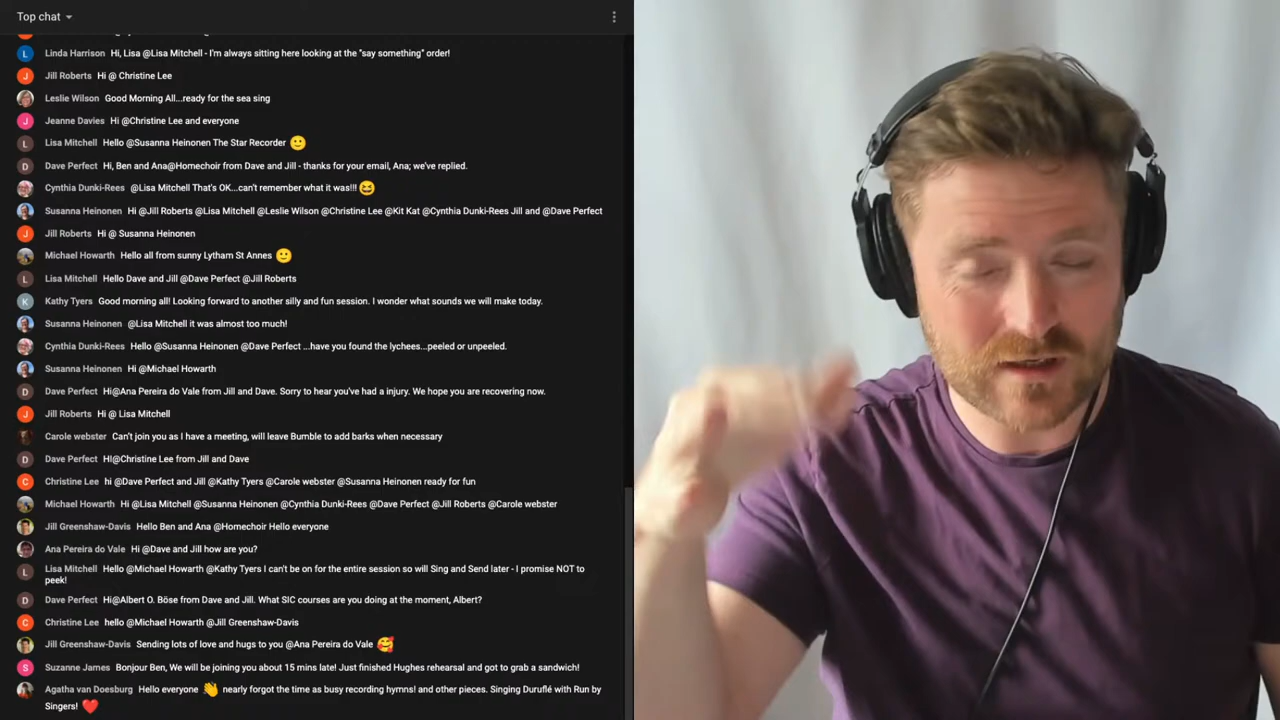 Top chat
Linda Harrison Hi, Lisa @Lisa Mitchell - I'm always sitting here looking at the "say something" order!
Jill Roberts Hi @ Christine Lee
Leslie Wilson Good Morning All...ready for the sea sing
Jeanne Davies Hi @Christine Lee and everyone
Lisa Mitchell Hello @Susanna Heinonen The Star Recorder 🙂
Dave Perfect Hi, Ben and Ana@Homechoir from Dave and Jill - thanks for your email, Ana; we've replied.
Cynthia Dunki-Rees @Lisa Mitchell That's OK...can't remember what it was!!! 😆
Susanna Heinonen Hi @Jill Roberts @Lisa Mitchell @Leslie Wilson @Christine Lee @Kit Kat @Cynthia Dunki-Rees Jill and @Dave Perfect
Jill Roberts Hi @ Susanna Heinonen
Michael Howarth Hello all from sunny Lytham St Annes 🙂
Lisa Mitchell Hello Dave and Jill @Dave Perfect @Jill Roberts
Kathy Tyers Good morning all! Looking forward to another silly and fun session. I wonder what sounds we will make today.
Susanna Heinonen @Lisa Mitchell it was almost too much!
Cynthia Dunki-Rees Hello @Susanna Heinonen @Dave Perfect ...have you found the lychees...peeled or unpeeled.
Susanna Heinonen Hi @Michael Howarth
Dave Perfect Hi@Ana Pereira do Vale from Jill and Dave. Sorry to hear you've had a injury. We hope you are recovering now.
Jill Roberts Hi @ Lisa Mitchell
Carole webster Can't join you as I have a meeting, will leave Bumble to add barks when necessary
Dave Perfect HI@Christine Lee from Jill and Dave
Christine Lee hi @Dave Perfect and Jill @Kathy Tyers @Carole webster @Susanna Heinonen ready for fun
Michael Howarth Hi @Lisa Mitchell @Susanna Heinonen @Cynthia Dunki-Rees @Dave Perfect @Jill Roberts @Carole webster
Jill Greenshaw-Davis Hello Ben and Ana @Homechoir Hello everyone
Ana Pereira do Vale Hi @Dave and Jill how are you?
Lisa Mitchell Hello @Michael Howarth @Kathy Tyers I can't be on for the entire session so will Sing and Send later - I promise NOT to
peek!
Dave Perfect Hi@Albert O. Böse from Dave and Jill. What SIC courses are you doing at the moment, Albert?
Christine Lee hello @Michael Howarth @Jill Greenshaw-Davis
Jill Greenshaw-Davis Sending lots of love and hugs to you @Ana Pereira do Vale 🥰
Suzanne James Bonjour Ben, We will be joining you about 15 mins late! Just finished Hughes rehearsal and got to grab a sandwich!
Agatha van Doesburg Hello everyone 👋 nearly forgot the time as busy recording hymns! and other pieces. Singing Duruflé with Run by
Singers! ❤️